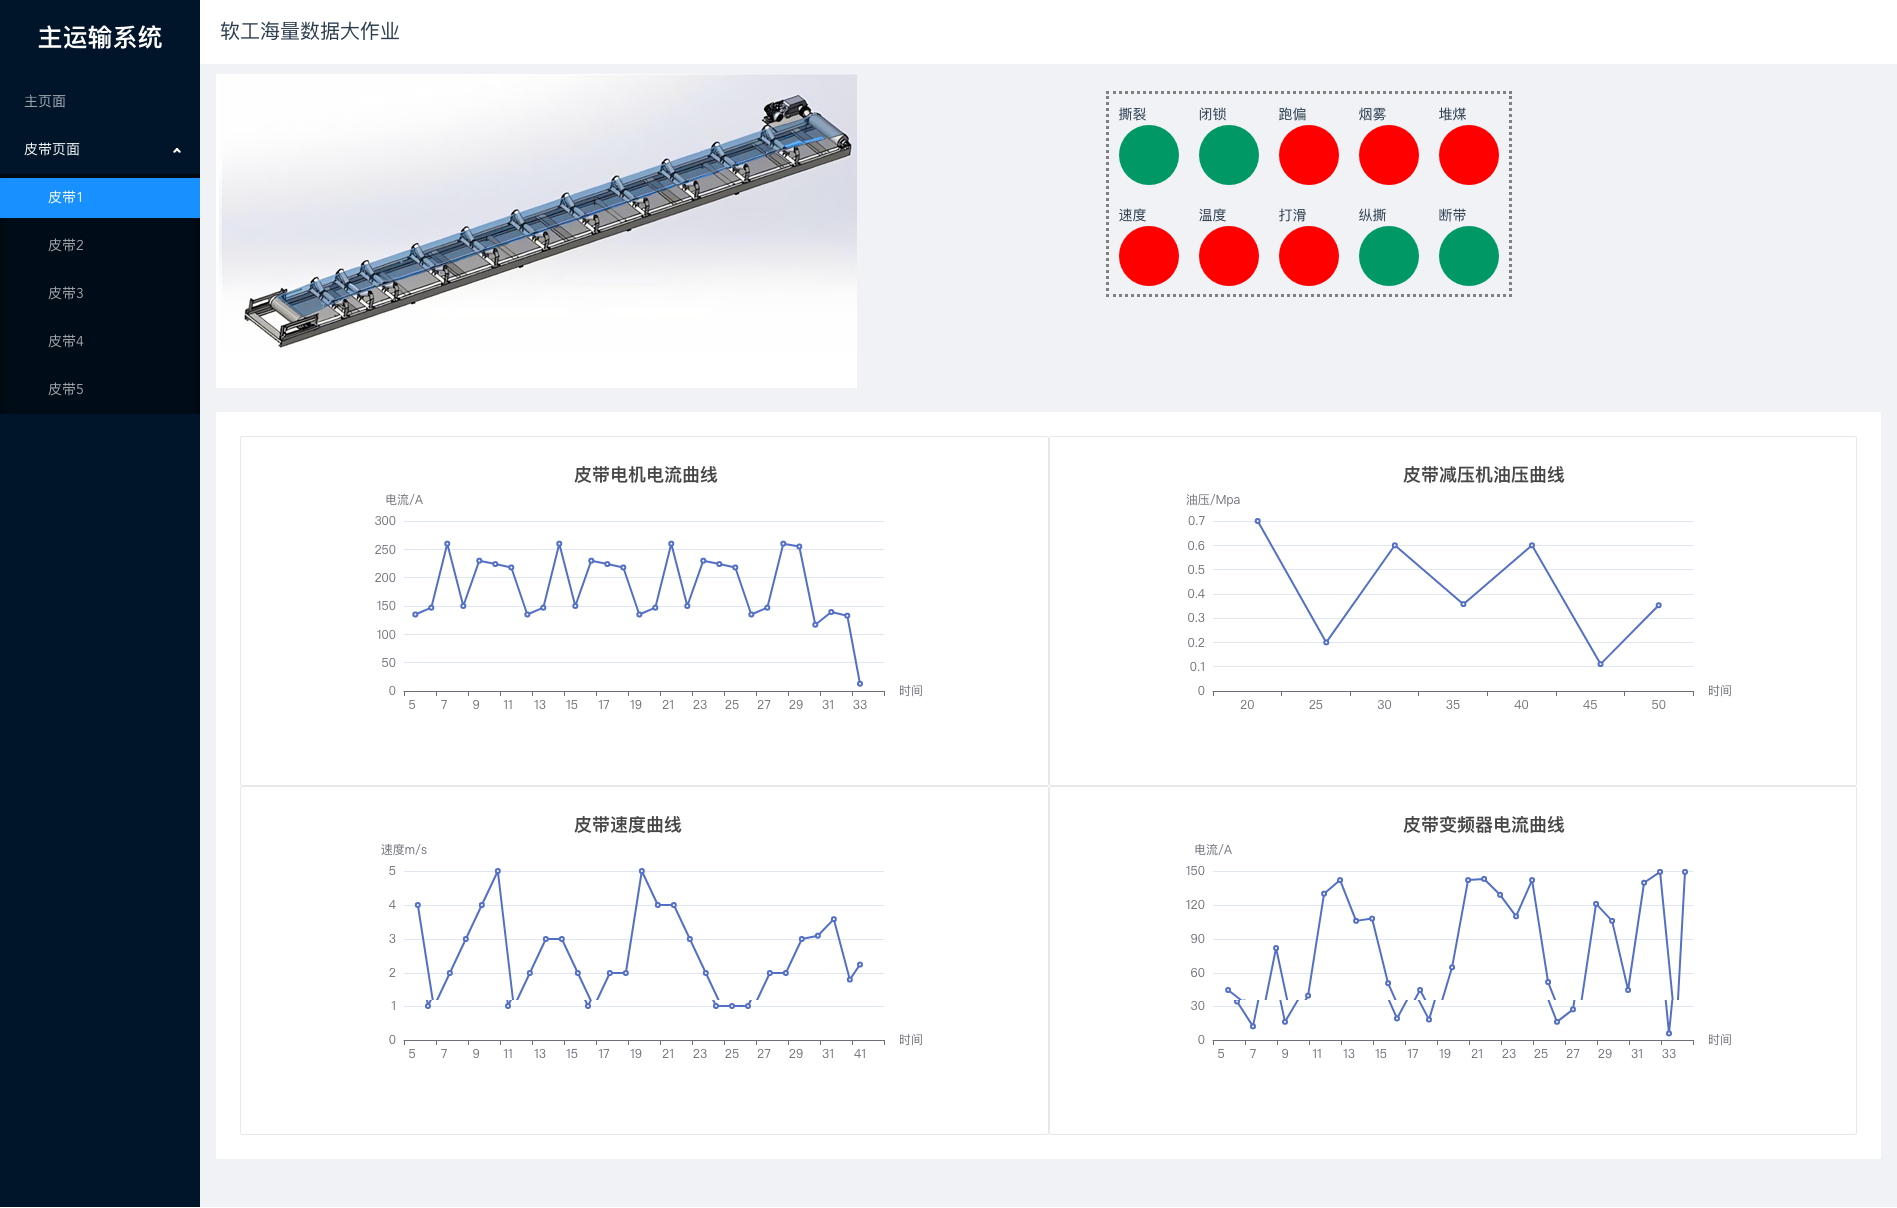 主运输系统
主页面
皮带页面
皮带1
皮带2
皮带3
皮带4
皮带5
软工海量数据大作业
撕裂 闭锁 跑偏 烟雾 堆煤
速度 温度 打滑 纵撕 断带
皮带电机电流曲线
电流/A
300
250
200
150
100
50
0
5 7 9 11 13 15 17 19 21 23 25 27 29 31 33
时间
皮带减压机油压曲线
油压/Mpa
0.7
0.6
0.5
0.4
0.3
0.2
0.1
0
20 25 30 35 40 45 50
时间
皮带速度曲线
速度m/s
5
4
3
2
1
0
5 7 9 11 13 15 17 19 21 23 25 27 29 31 41
时间
皮带变频器电流曲线
电流/A
150
120
90
60
30
0
5 7 9 11 13 15 17 19 21 23 25 27 29 31 33
时间